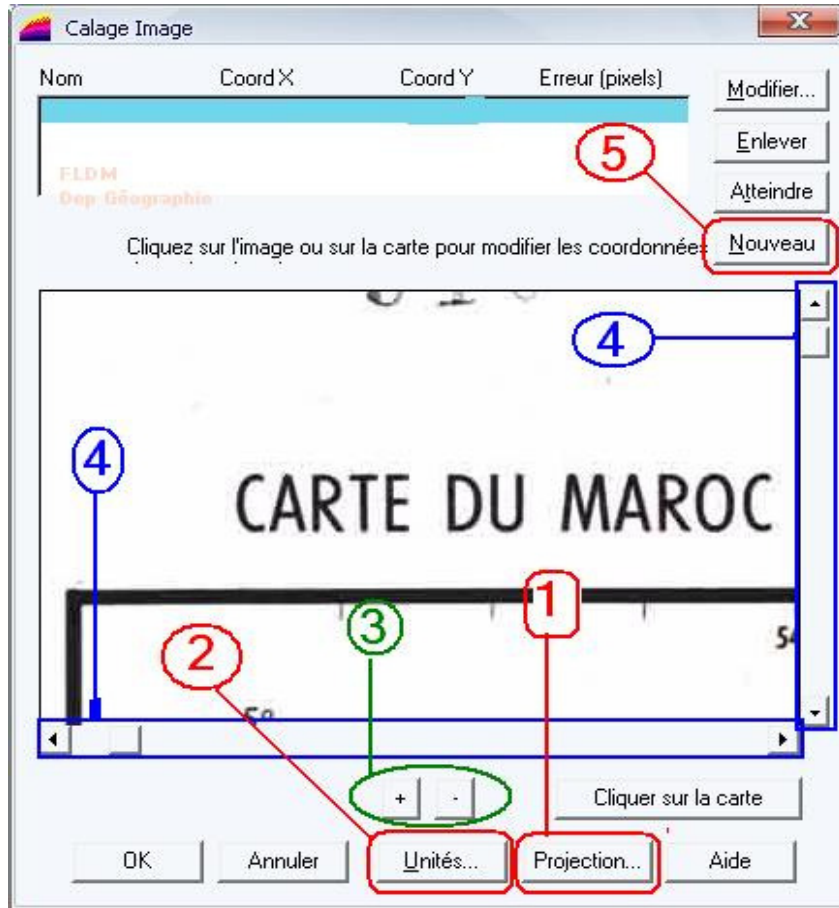 Calage Image
Nom Coord X Coord Y Erreur (pixels)
Modifier...
Enlever
5
FLDM
Atteindre
Dep Géographie
Cliquez sur l'image ou sur la carte pour modifier les coordonnées
Nouveau
4
4
CARTE DU MAROC
1
3
2
54
5°
+ -
Cliquer sur la carte
OK Annuler Unités... Projection... Aide